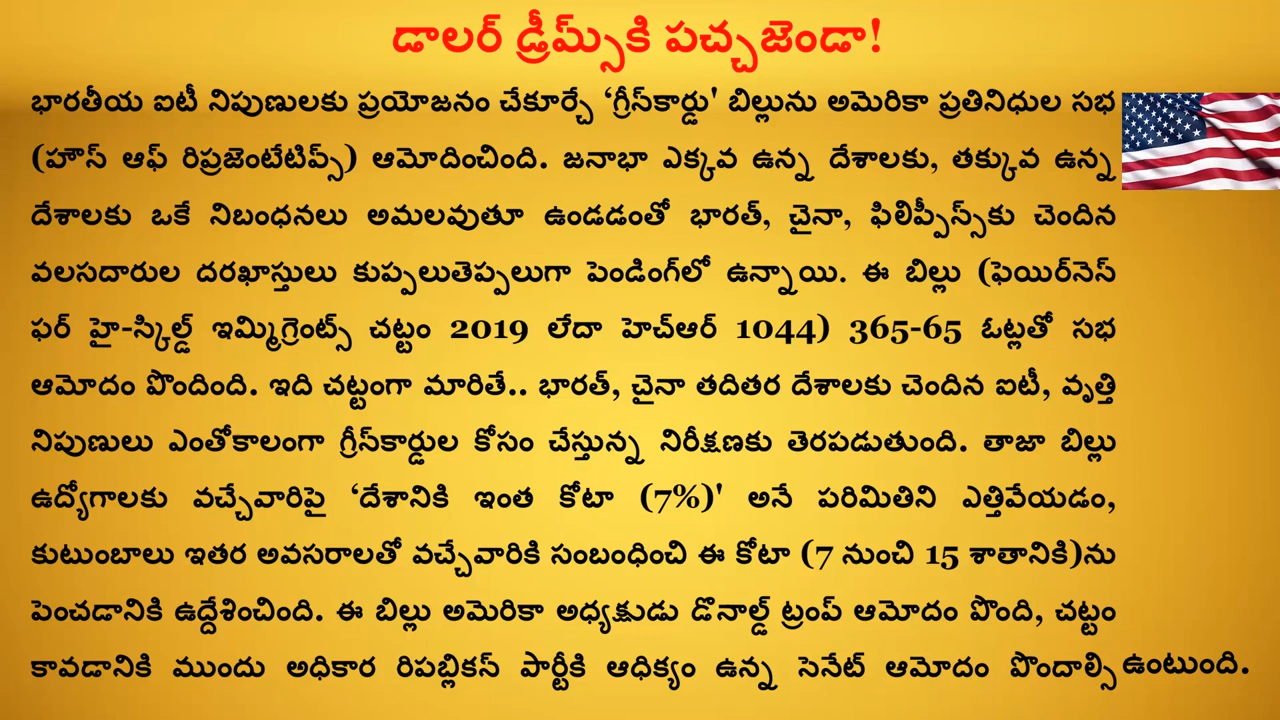 డాలర్ డ్రీమ్స్‌కి పచ్చజెండా!
భారతీయ ఐటీ నిపుణులకు ప్రయోజనం చేకూర్చే ‘గ్రీన్‌కార్డు' బిల్లును అమెరికా ప్రతినిధుల సభ
(హౌస్ ఆఫ్ రిప్రజెంటేటివ్స్) ఆమోదించింది. జనాభా ఎక్కవ ఉన్న దేశాలకు, తక్కువ ఉన్న
దేశాలకు ఒకే నిబంధనలు అమలవుతూ ఉండడంతో భారత్, చైనా, ఫిలిప్పీన్స్‌కు చెందిన
వలసదారుల దరఖాస్తులు కుప్పలుతెప్పలుగా పెండింగ్‌లో ఉన్నాయి. ఈ బిల్లు (ఫెయిర్‌నెస్
ఫర్ హై-స్కిల్డ్ ఇమ్మిగ్రెంట్స్ చట్టం 2019 లేదా హెచ్ఆర్ 1044) 365-65 ఓట్లతో సభ
ఆమోదం పొందింది. ఇది చట్టంగా మారితే.. భారత్, చైనా తదితర దేశాలకు చెందిన ఐటీ, వృత్తి
నిపుణులు ఎంతోకాలంగా గ్రీన్‌కార్డుల కోసం చేస్తున్న నిరీక్షణకు తెరపడుతుంది. తాజా బిల్లు
ఉద్యోగాలకు వచ్చేవారిపై ‘దేశానికి ఇంత కోటా (7%)' అనే పరిమితిని ఎత్తివేయడం,
కుటుంబాలు ఇతర అవసరాలతో వచ్చేవారికి సంబంధించి ఈ కోటా (7 నుంచి 15 శాతానికి)ను
పెంచడానికి ఉద్దేశించింది. ఈ బిల్లు అమెరికా అధ్యక్షుడు డొనాల్డ్ ట్రంప్ ఆమోదం పొంది, చట్టం
కావడానికి ముందు అధికార రిపబ్లికన్ పార్టీకి ఆధిక్యం ఉన్న సెనేట్ ఆమోదం పొందాల్సి ఉంటుంది.